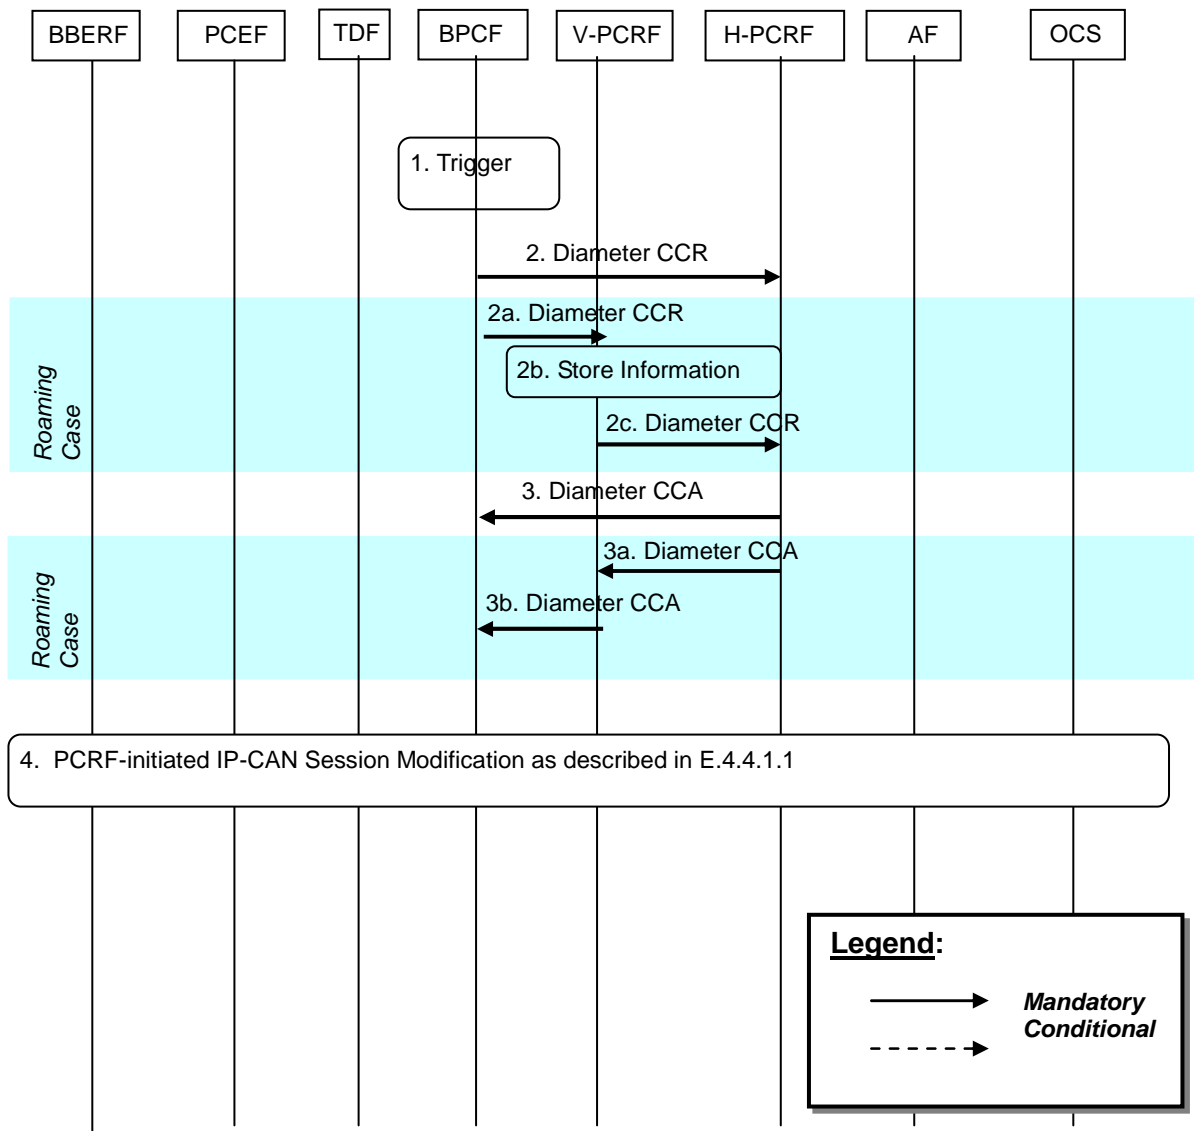 BBERF
PCEF
TDF
BPCF
V-PCRF
H-PCRF
AF
OCS
1. Trigger
2. Diameter CCR
2a. Diameter CCR
2b. Store Information
2c. Diameter CCR
Roaming
Case
3. Diameter CCA
3a. Diameter CCA
3b. Diameter CCA
Roaming
Case
4. PCRF-initiated IP-CAN Session Modification as described in E.4.4.1.1
Legend:
Mandatory
Conditional